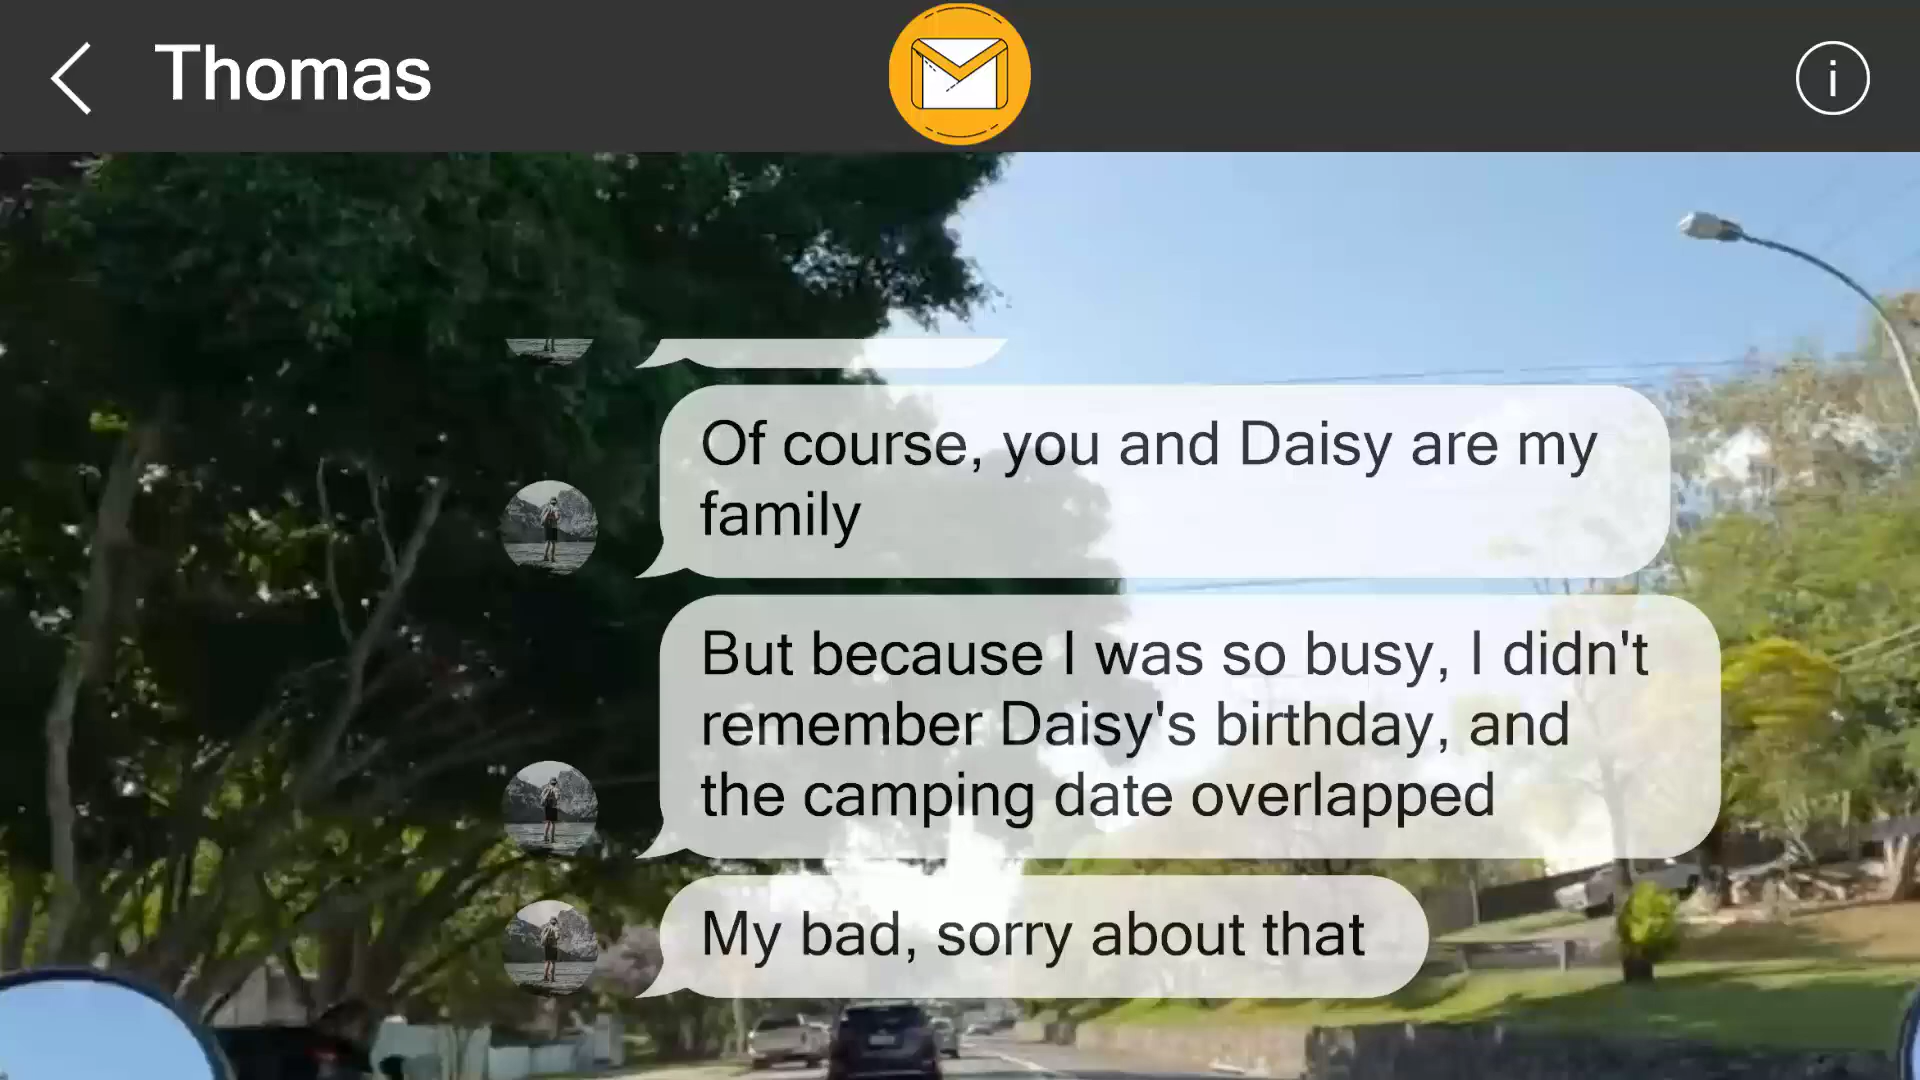 Thomas
i
Of course, you and Daisy are my
family
But because I was so busy, I didn't
remember Daisy's birthday, and
the camping date overlapped
My bad, sorry about that